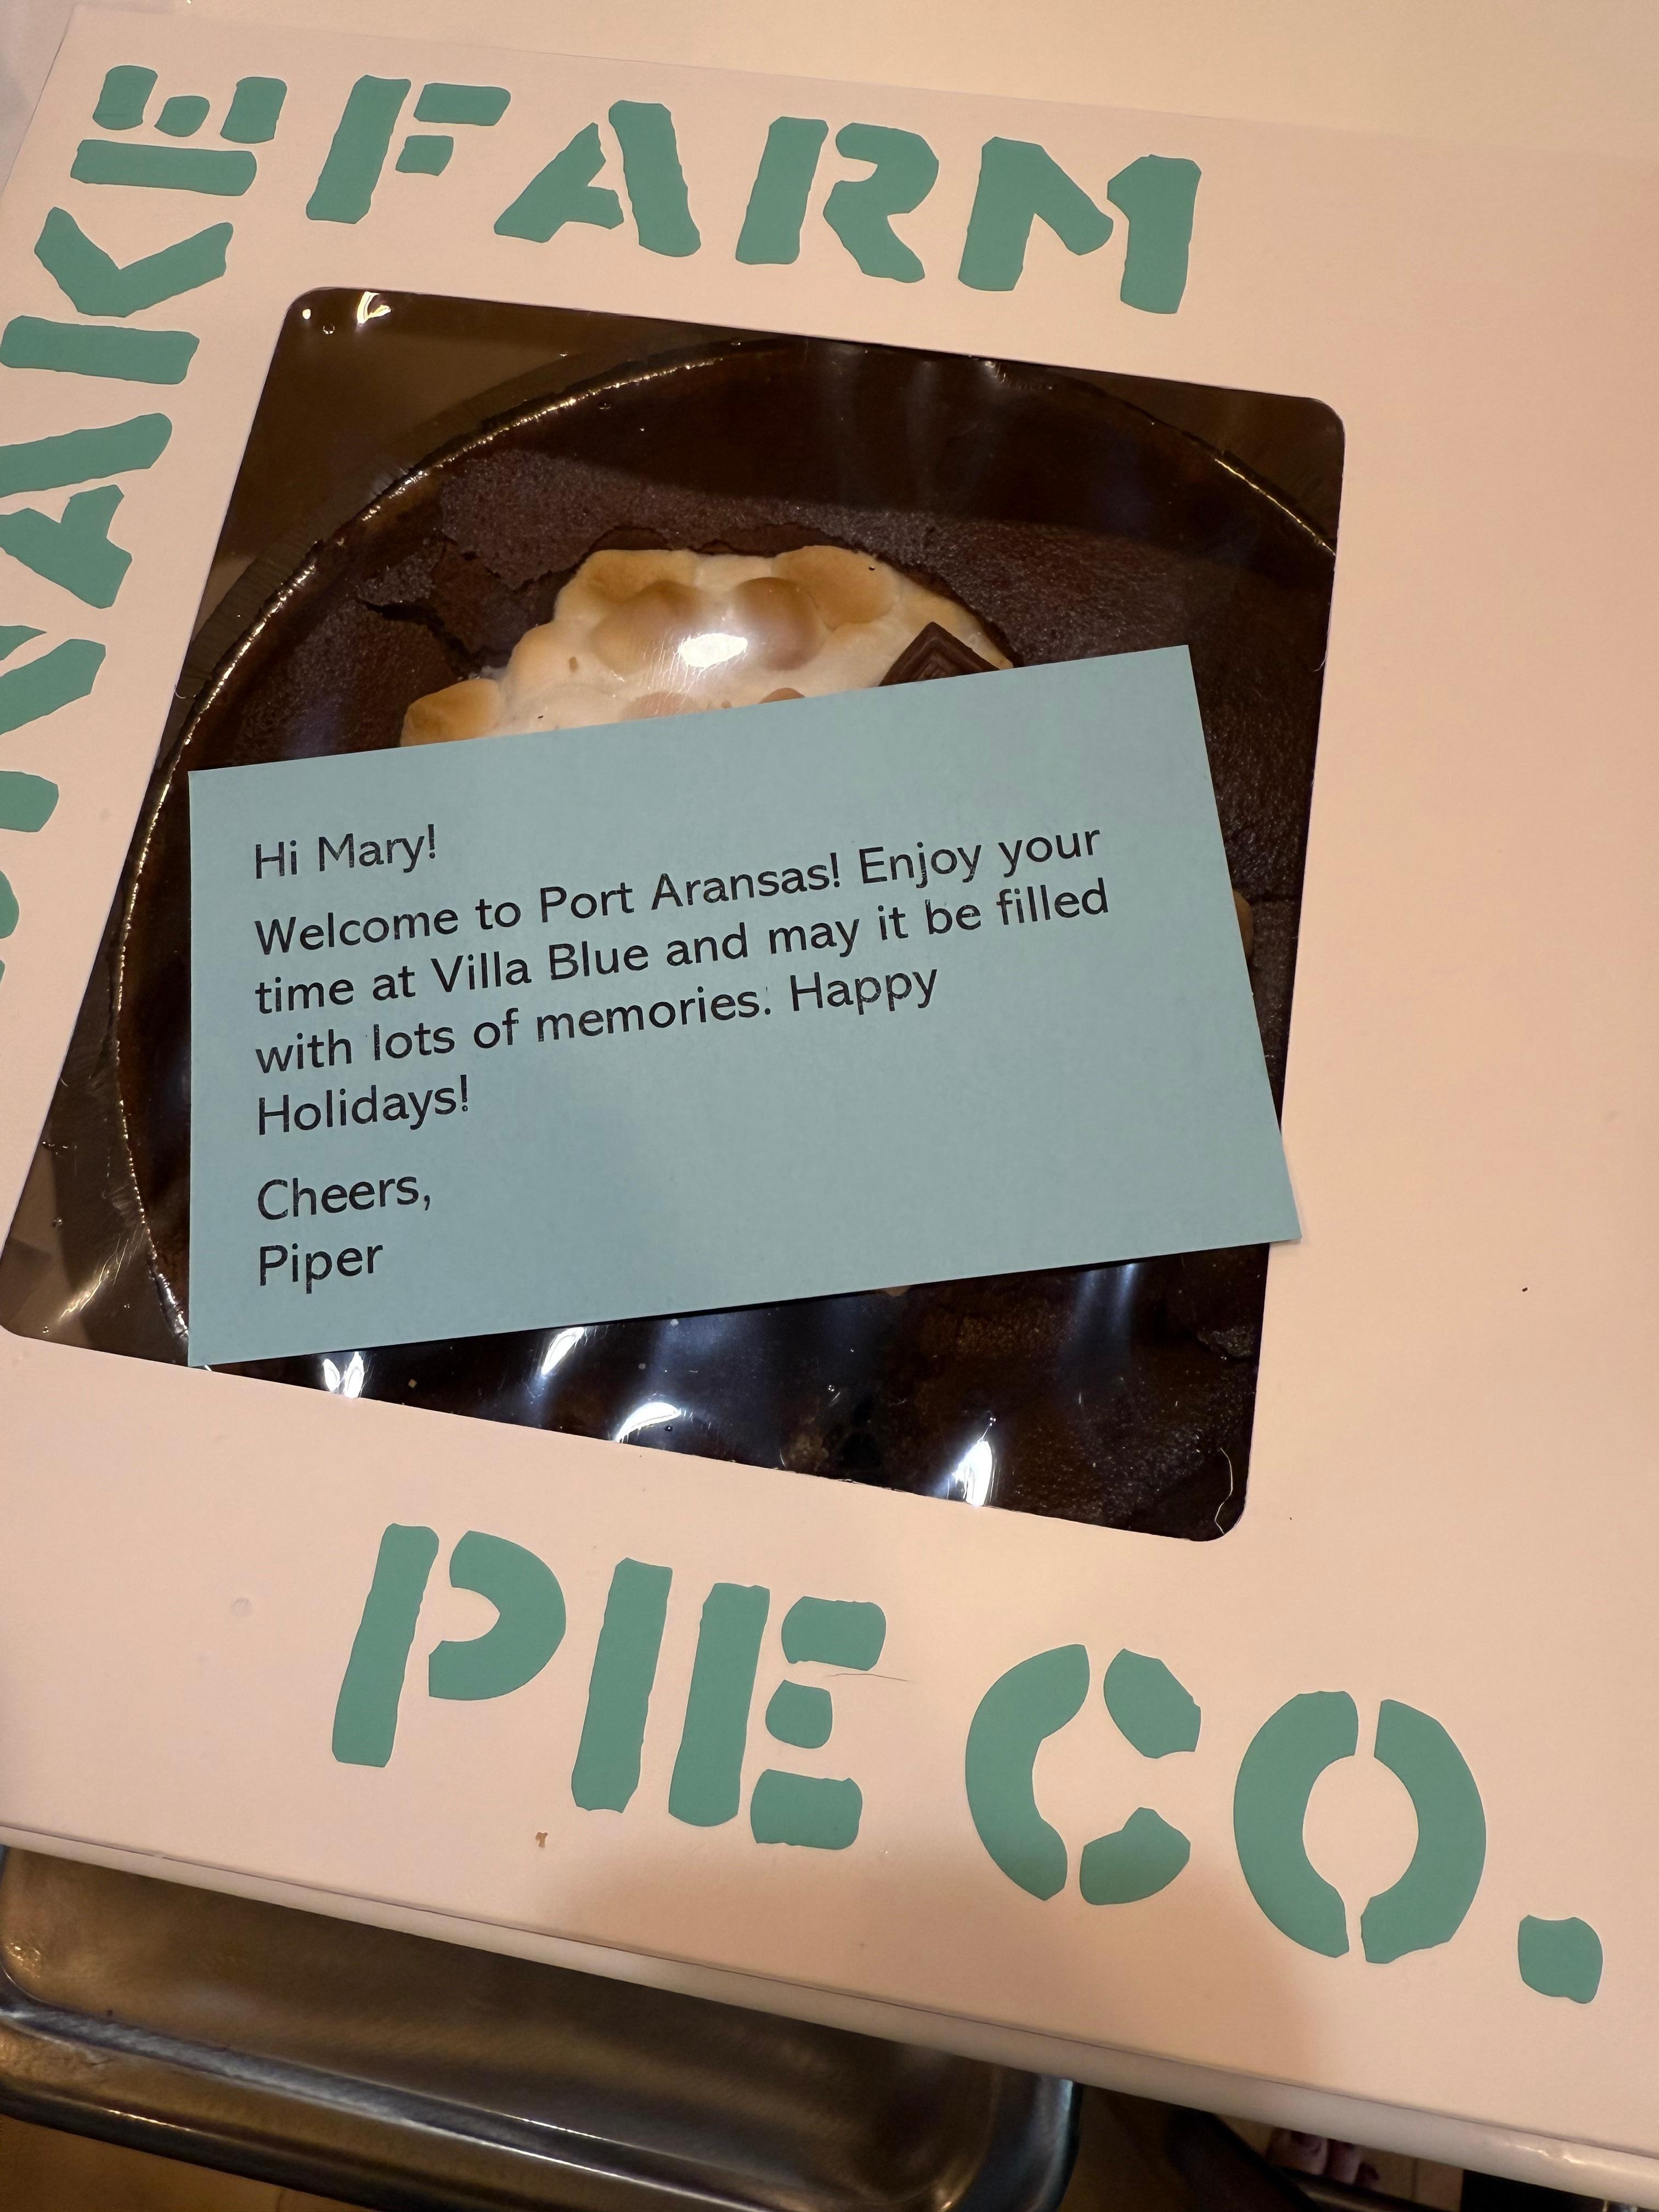 FARM
Hi Mary!
Welcome to Port Aransas! Enjoy your
time at Villa Blue and may it be filled
with lots of memories. Happy
Holidays!
Cheers,
Piper
PIE CO.